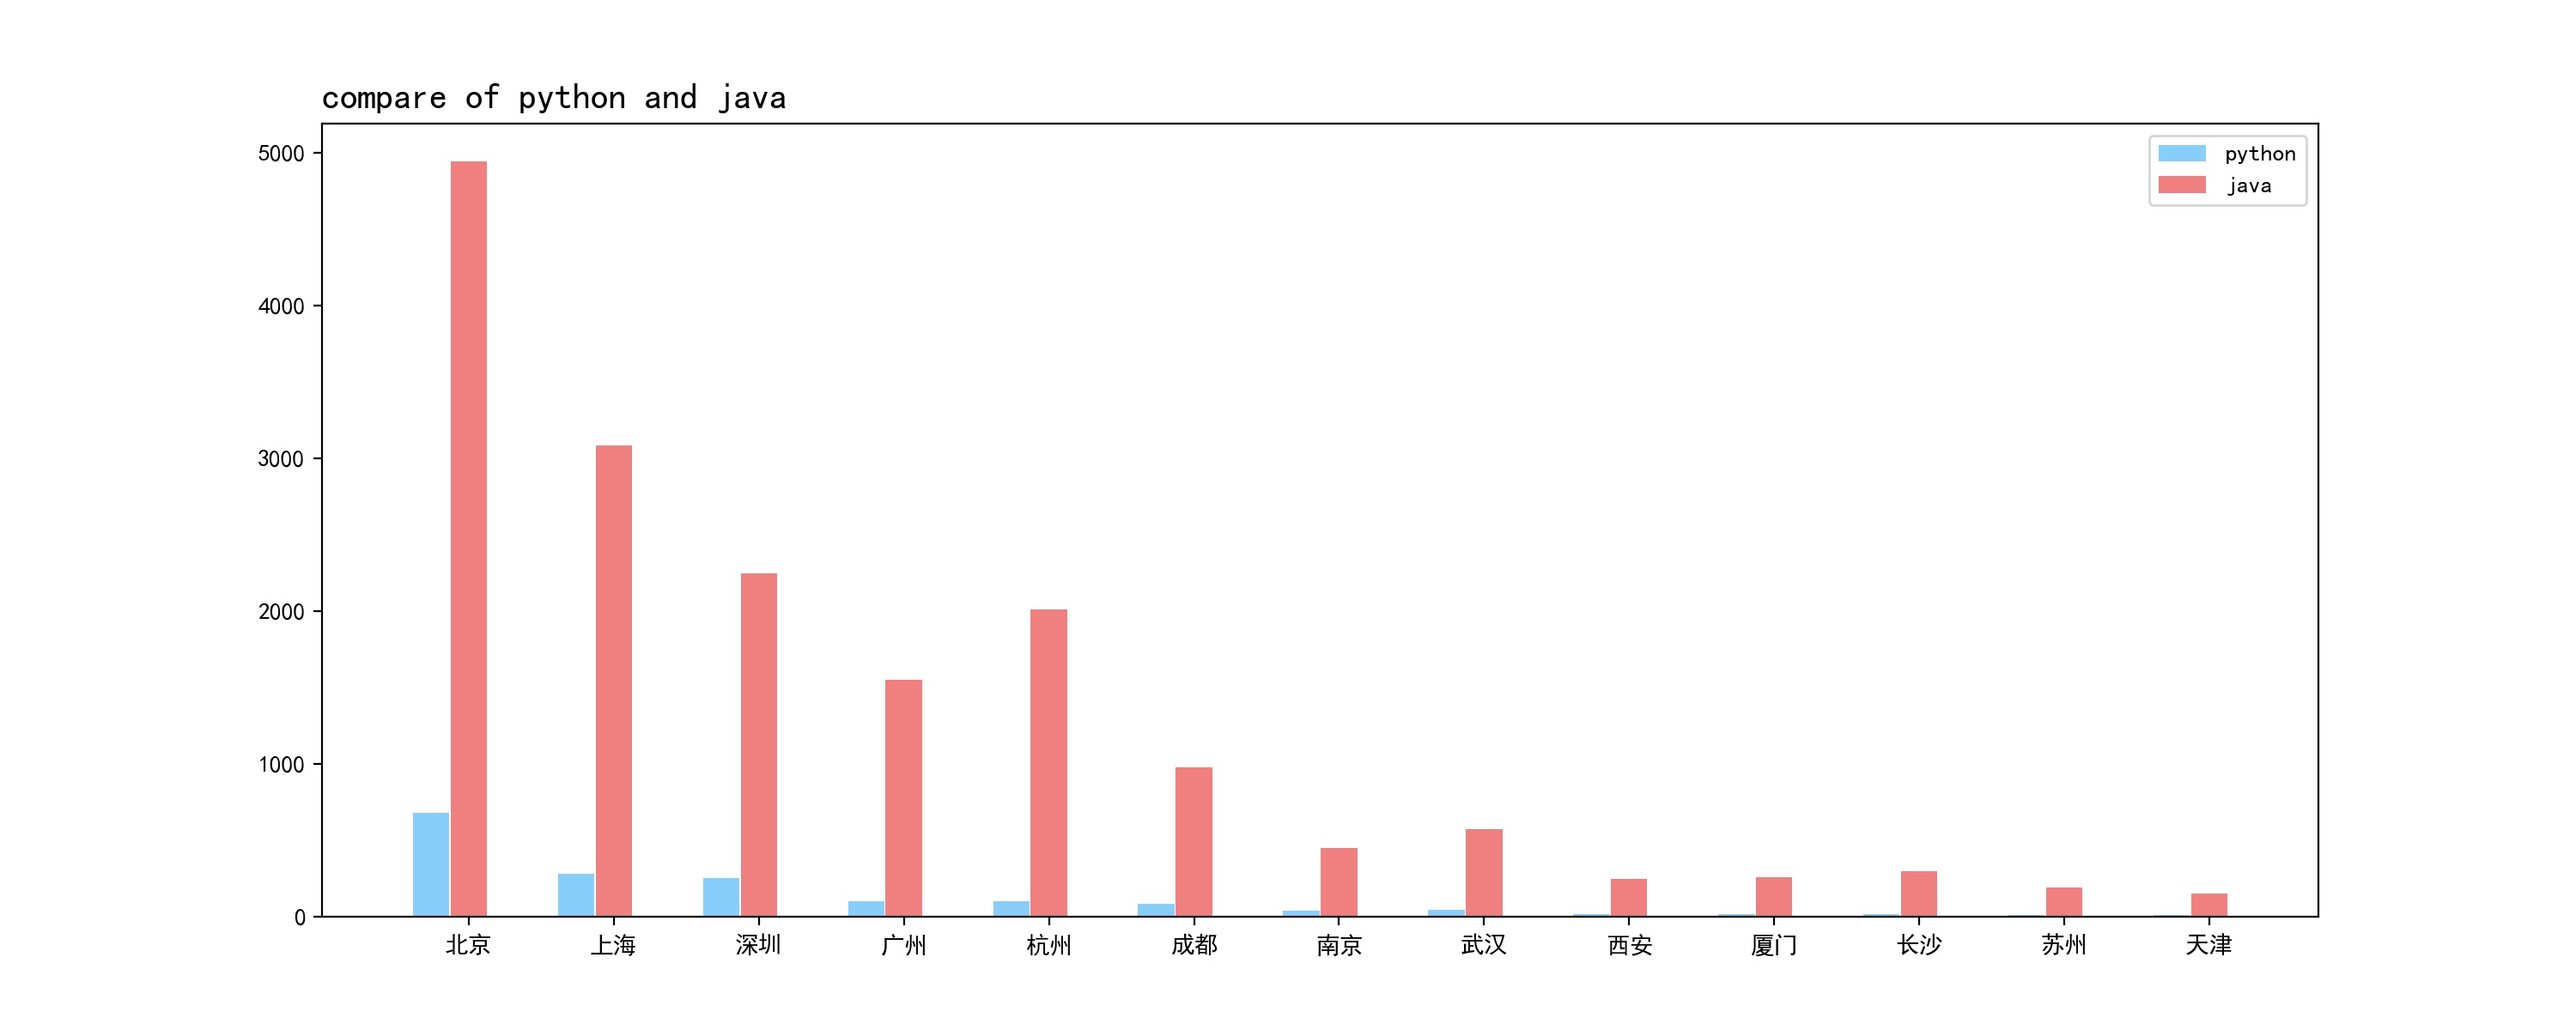 compare of python and java
python
java
5000
4000
3000
2000
1000
0
北京 上海 深圳 广州 杭州 成都 南京 武汉 西安 厦门 长沙 苏州 天津